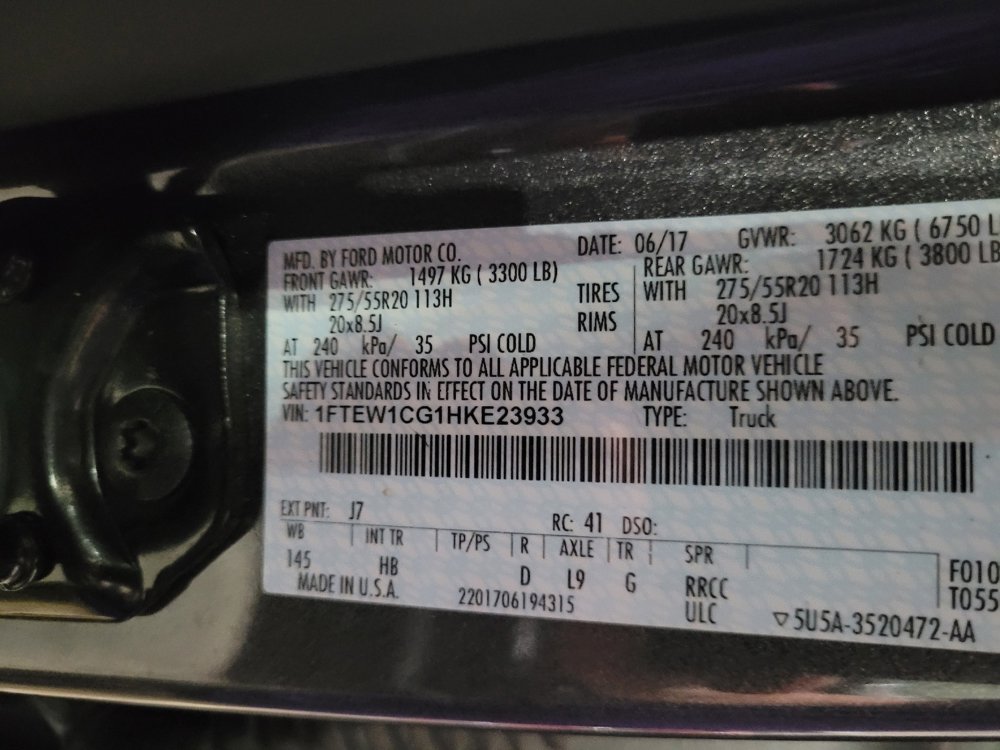 MFD. BY FORD MOTOR CO. DATE: 06/17 GVWR: 3062 KG ( 6750 L
FRONT GAWR: 1497 KG ( 3300 LB) REAR GAWR: 1724 KG ( 3800 LB
WITH 275/55R20 113H TIRES WITH 275/55R20 113H
20x8.5J RIMS 20x8.5J
AT 240 kPa/ 35 PSI COLD AT 240 kPa/ 35 PSI COLD
THIS VEHICLE CONFORMS TO ALL APPLICABLE FEDERAL MOTOR VEHICLE
SAFETY STANDARDS IN EFFECT ON THE DATE OF MANUFACTURE SHOWN ABOVE.
VIN: 1FTEW1CG1HKE23933 TYPE: Truck
EXT PNT: J7 RC: 41 DSO:
WB INT TR TP/PS R AXLE TR SPR
145 HB D L9 G RRCC F010
MADE IN U.S.A. 2201706194315 ULC T055
▽5U5A-3520472-AA